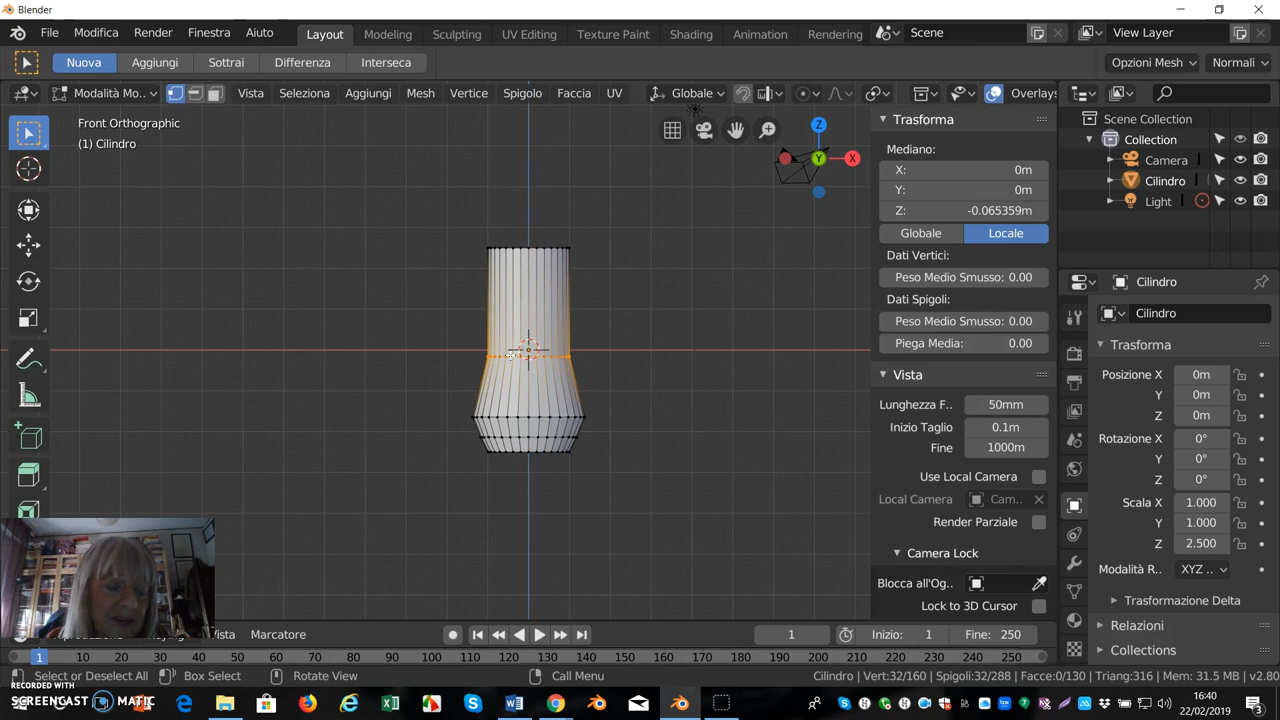 Blender
File Modifica Render Finestra Aiuto Layout Modeling Sculpting UV Editing Texture Paint Shading Animation Rendering Scene View Layer
Nuova Aggiungi Sottrai Differenza Interseca Opzioni Mesh Normali
Modalità Mo.. Vista Seleziona Aggiungi Mesh Vertice Spigolo Faccia UV Globale Overlays
Front Orthographic
(1) Cilindro
Z
Y
X
Trasforma
Mediano:
X: 0m
Y: 0m
Z: -0.065359m
Globale Locale
Dati Vertici:
Peso Medio Smusso: 0.00
Dati Spigoli:
Peso Medio Smusso: 0.00
Piega Media: 0.00
Vista
Lunghezza F.. 50mm
Inizio Taglio 0.1m
Fine 1000m
Use Local Camera
Local Camera Cam..
Render Parziale
Camera Lock
Blocca all'Og..
Lock to 3D Cursor
Scene Collection
Collection
Camera
Cilindro
Light
Cilindro
Cilindro
Trasforma
Posizione X 0m
Y 0m
Z 0m
Rotazione X 0°
Y 0°
Z 0°
Scala X 1.000
Y 1.000
Z 2.500
Modalità R.. XYZ ..
Trasformazione Delta
Relazioni
Collections
Vista Marcatore 1 Inizio: 1 Fine: 250
1 10 20 30 40 50 60 70 80 90 100 110 120 130 140 150 160 170 180 190 200 210 220 230 240 250
Select or Deselect All Box Select Rotate View Call Menu Cilindro | Vert:32/160 | Spigoli:32/288 | Facce:0/130 | Triang:316 | Mem: 31.5 MB | v2.80
RECORDED WITH
SCREENCAST MATIC
16:40
22/02/2019